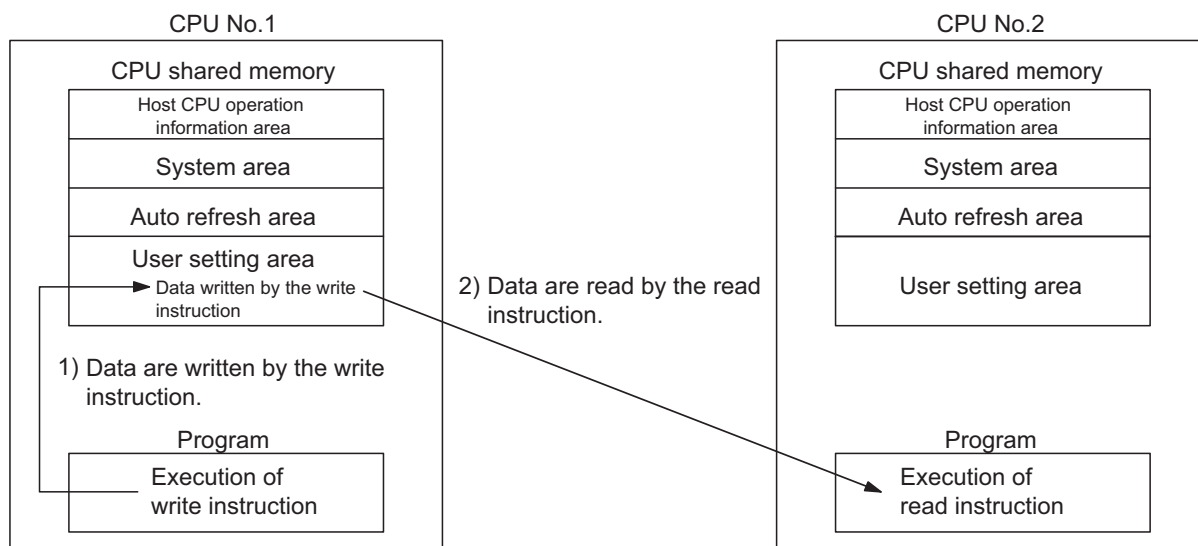 CPU No.1
CPU shared memory
Host CPU operation
information area
System area
Auto refresh area
User setting area
Data written by the write
instruction
1) Data are written by the write
instruction.
Program
Execution of
write instruction
2) Data are read by the read
instruction.
CPU No.2
CPU shared memory
Host CPU operation
information area
System area
Auto refresh area
User setting area
Program
Execution of
read instruction